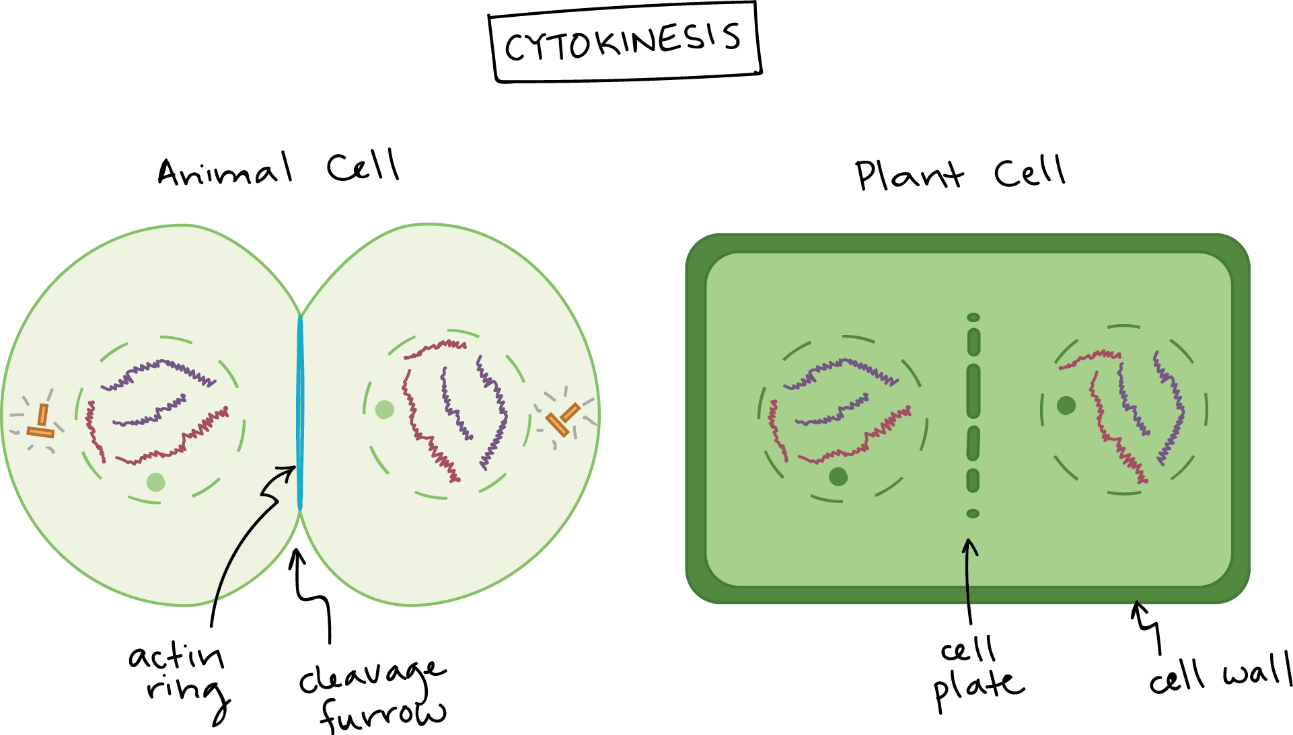 CYTOKINESIS
Animal Cell
Plant Cell
actin
ring
cleavage
furrow
cell
plate
cell wall